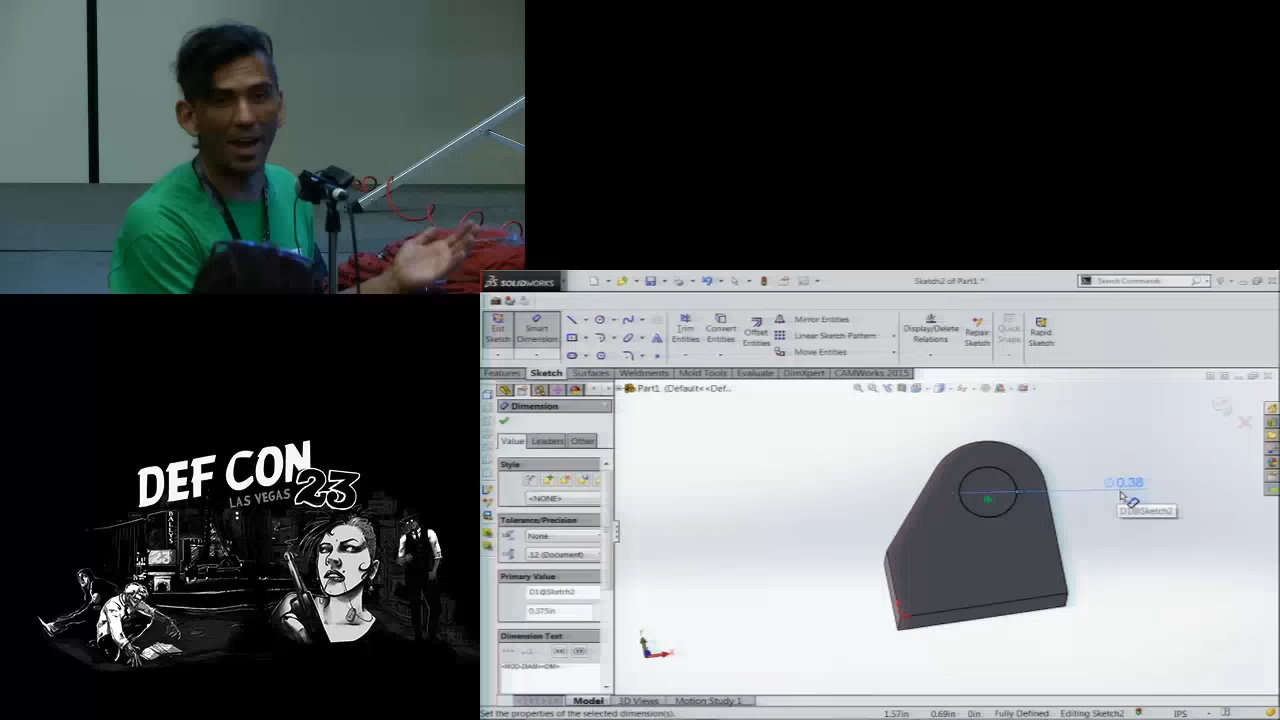 SOLIDWORKS
Sketch2 of Part1 *
Search Commands
Exit Sketch
Smart Dimension
Trim Entities
Convert Entities
Offset Entities
Mirror Entities
Linear Sketch Pattern
Move Entities
Display/Delete Relations
Repair Sketch
Quick Snaps
Rapid Sketch
Features Sketch Surfaces Weldments Mold Tools Evaluate DimXpert CAMWorks 2015
Part1 (Default<<Def...
Dimension
Value Leaders Other
Style
<NONE>
Tolerance/Precision
None
.12 (Document)
Primary Value
D1@Sketch2
0.375in
Dimension Text
<MOD-DIAM><DIM>
∅0.38
D1@Sketch2
Model 3D Views Motion Study 1
Set the properties of the selected dimension(s).
1.57in 0.69in 0in Fully Defined Editing Sketch2 IPS
DEF CON 23
LAS VEGAS
BALLY'S